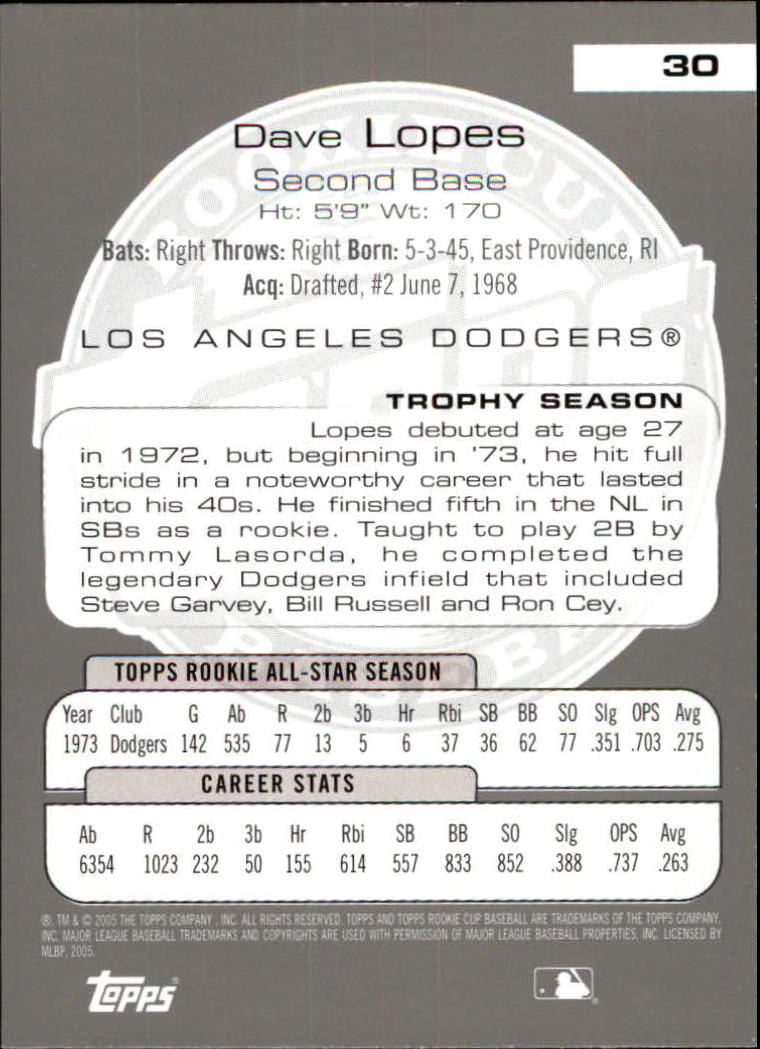 30
Dave Lopes
Second Base
Ht: 5'9" Wt: 170
Bats: Right Throws: Right Born: 5-3-45, East Providence, RI
Acq: Drafted, #2 June 7, 1968
LOS ANGELES DODGERS®
TROPHY SEASON
Lopes debuted at age 27
in 1972, but beginning in '73, he hit full
stride in a noteworthy career that lasted
into his 40s. He finished fifth in the NL in
SBs as a rookie. Taught to play 2B by
Tommy Lasorda, he completed the
legendary Dodgers infield that included
Steve Garvey, Bill Russell and Ron Cey.
TOPPS ROOKIE ALL-STAR SEASON
Year Club G Ab R 2b 3b Hr Rbi SB BB SO Slg OPS Avg
1973 Dodgers 142 535 77 13 5 6 37 36 62 77 .351 .703 .275
CAREER STATS
Ab R 2b 3b Hr Rbi SB BB SO Slg OPS Avg
6354 1023 232 50 155 614 557 833 852 .388 .737 .263
®, TM & © 2005 THE TOPPS COMPANY, INC. ALL RIGHTS RESERVED. TOPPS AND TOPPS ROOKIE CUP BASEBALL ARE TRADEMARKS OF THE TOPPS COMPANY,
INC. MAJOR LEAGUE BASEBALL TRADEMARKS AND COPYRIGHTS ARE USED WITH PERMISSION OF MAJOR LEAGUE BASEBALL PROPERTIES, INC. LICENSED BY
MLBP, 2005.
Topps®